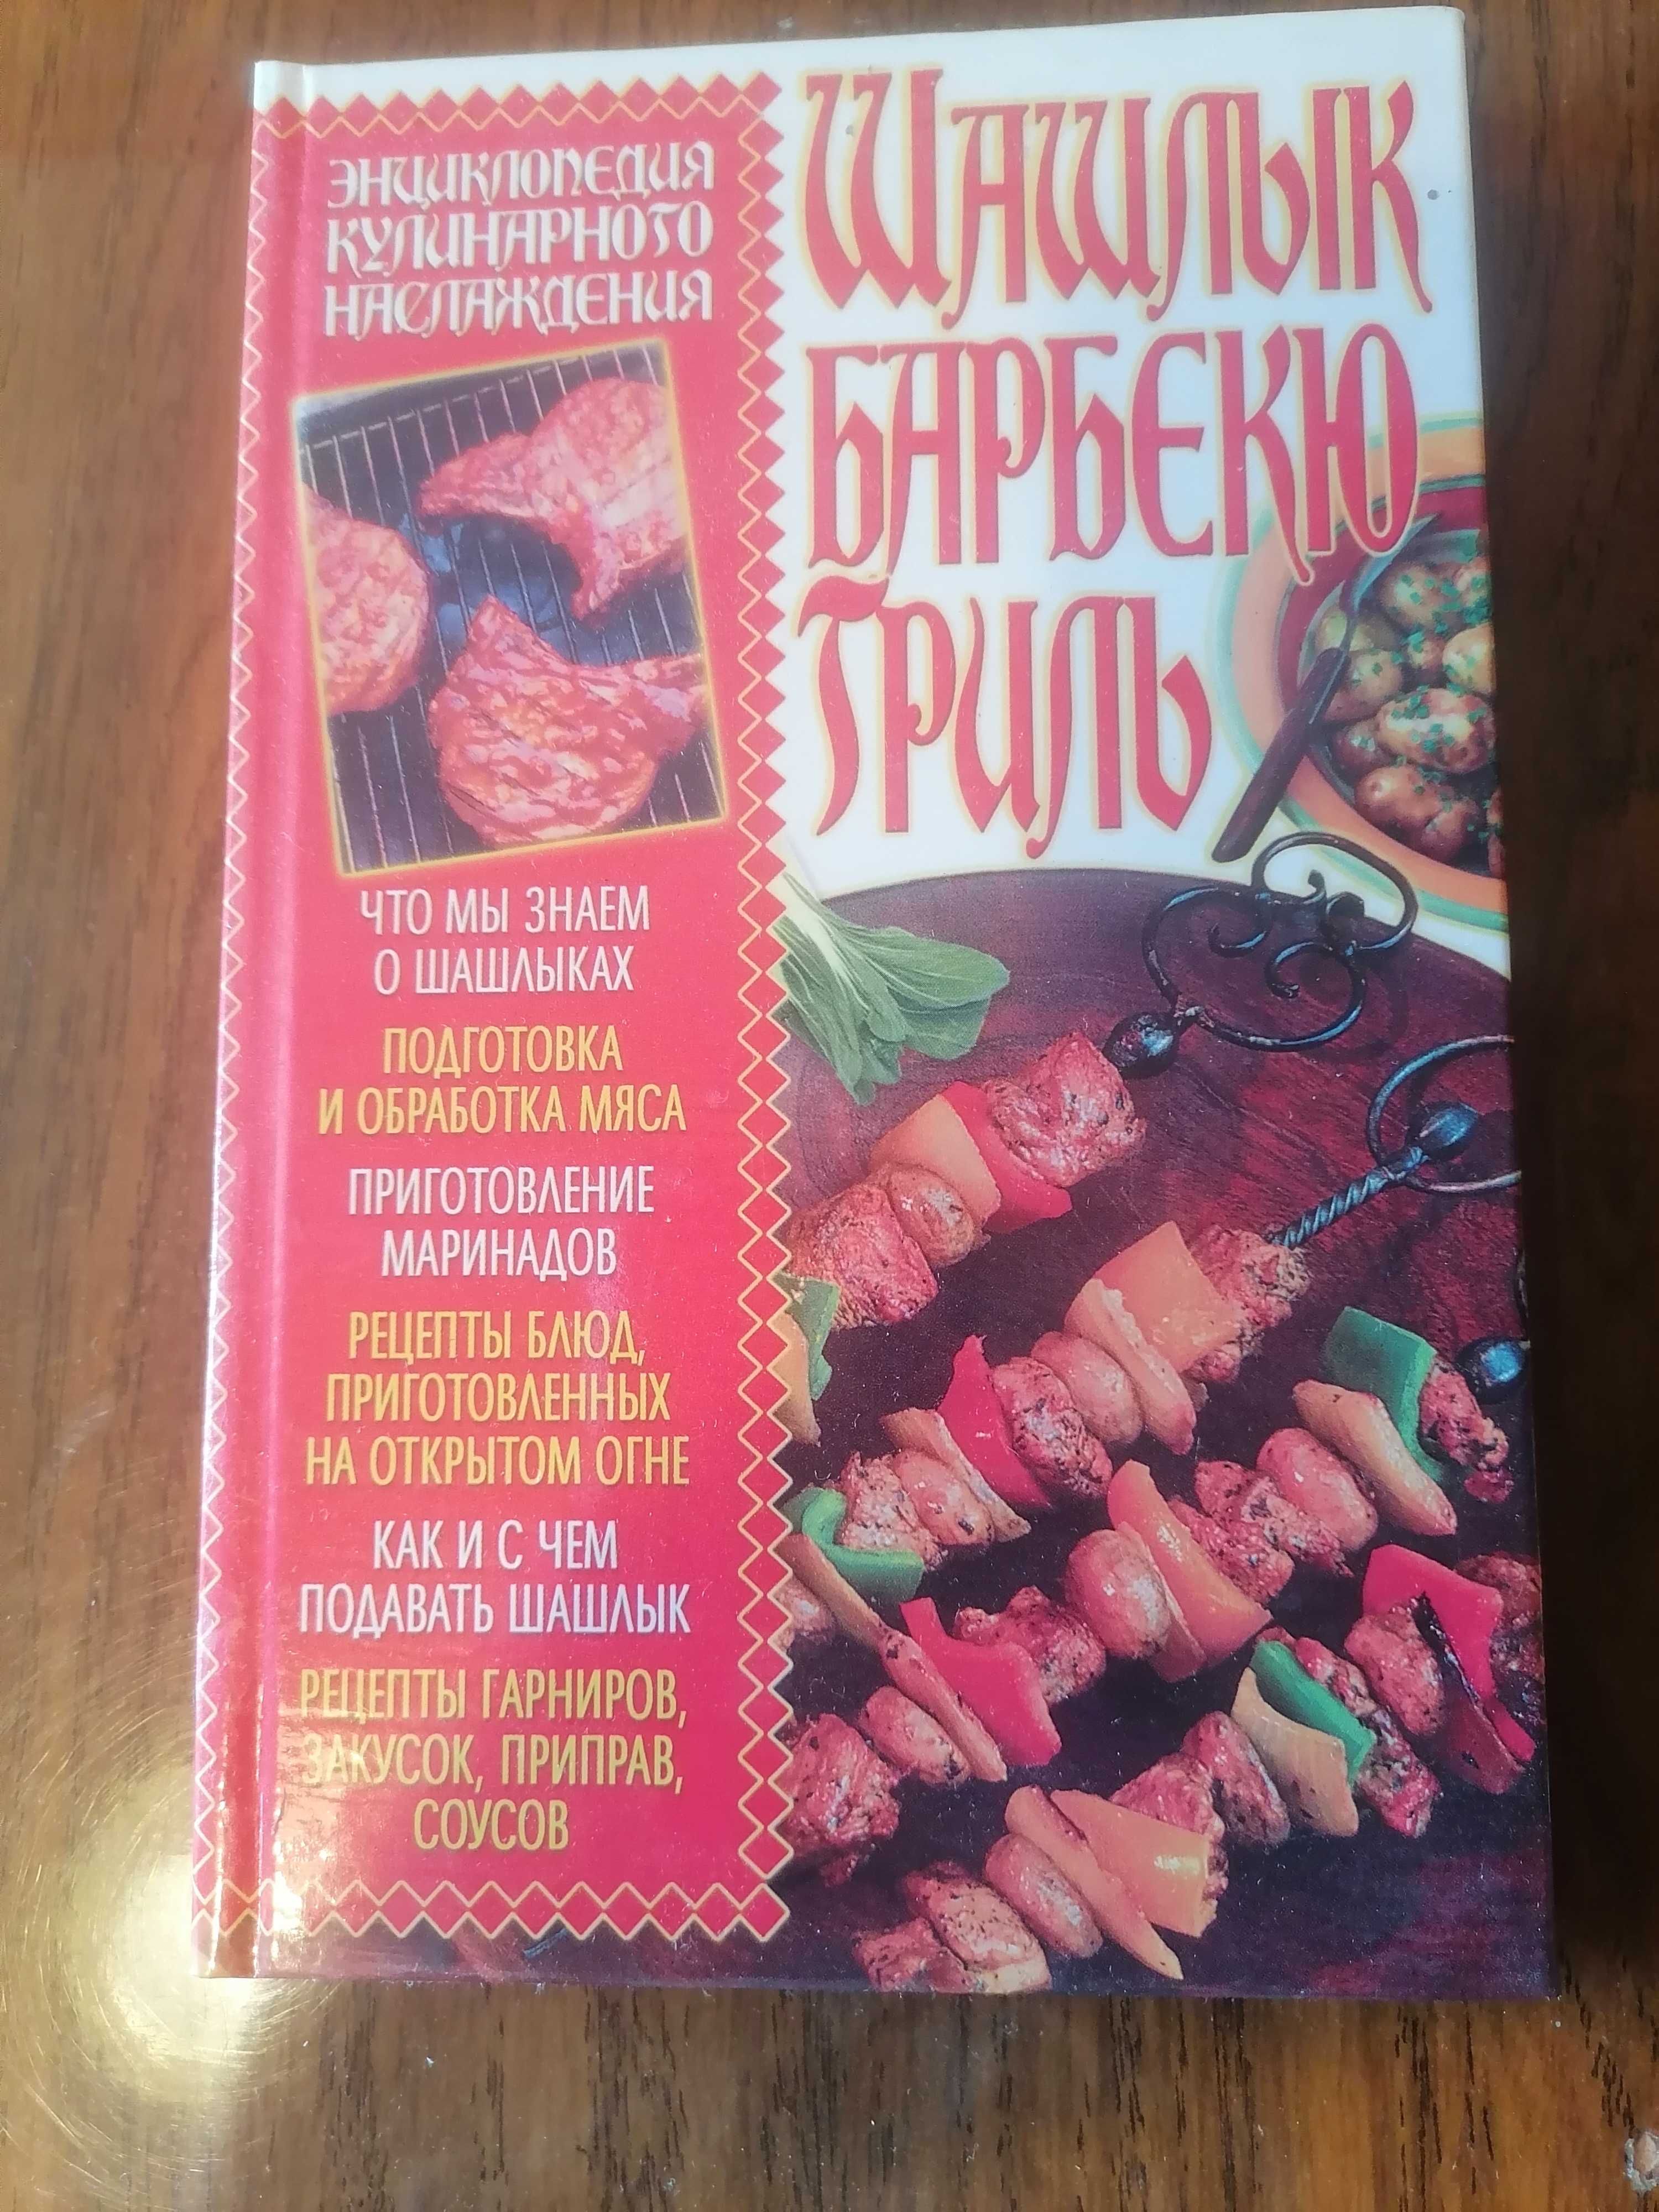 ЭНЦИКЛОПЕДИЯ
КУЛИНАРНОГО
НАСЛАЖДЕНИЯ
ШАШЛЫК
БАРБЕКЮ
ГРИЛЬ
ЧТО МЫ ЗНАЕМ
О ШАШЛЫКАХ
ПОДГОТОВКА
И ОБРАБОТКА МЯСА
ПРИГОТОВЛЕНИЕ
МАРИНАДОВ
РЕЦЕПТЫ БЛЮД,
ПРИГОТОВЛЕННЫХ
НА ОТКРЫТОМ ОГНЕ
КАК И С ЧЕМ
ПОДАВАТЬ ШАШЛЫК
РЕЦЕПТЫ ГАРНИРОВ,
ЗАКУСОК, ПРИПРАВ,
СОУСОВ